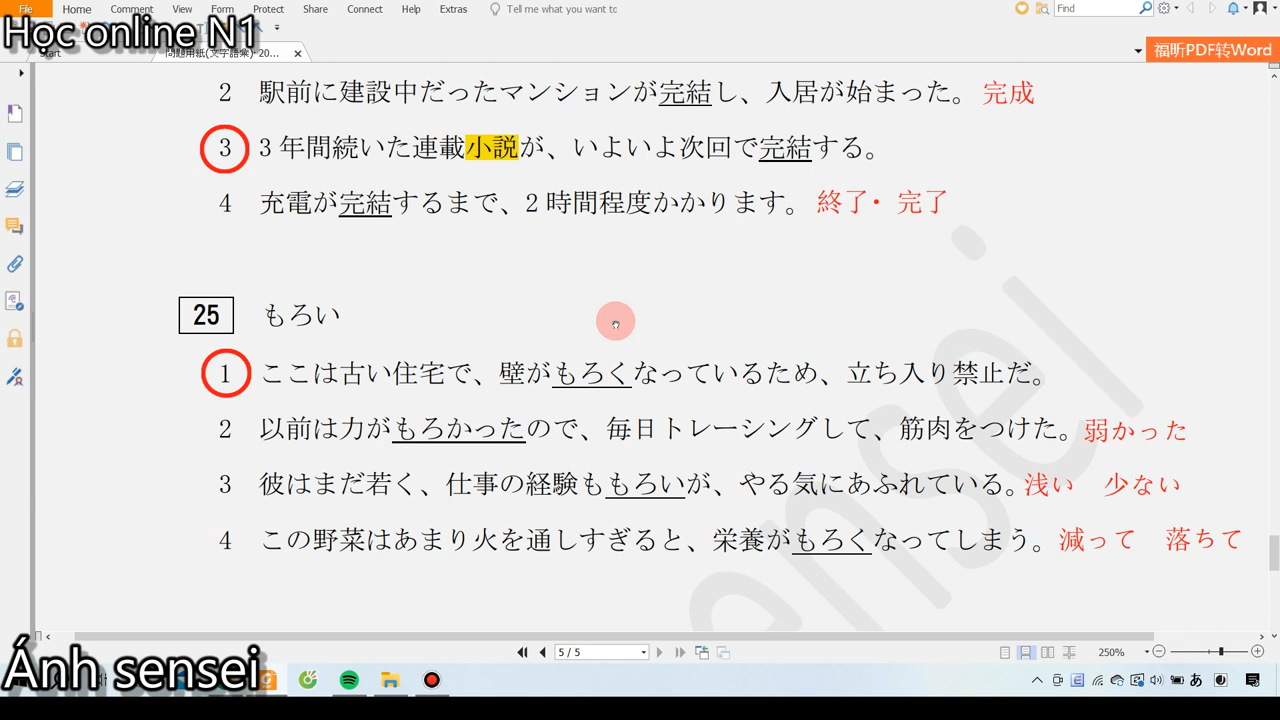 File Home Comment View Form Protect Share Connect Help Extras Tell me what you want to Find
Học online N1
Start 問題用紙(文字語彙)· 20...
福昕PDF转Word
2 駅前に建設中だったマンションが完結し、入居が始まった。 完成
3 3年間続いた連載小説が、いよいよ次回で完結する。
4 充電が完結するまで、2時間程度かかります。 終了・ 完了
25 もろい
1 ここは古い住宅で、壁がもろくなっているため、立ち入り禁止だ。
2 以前は力がもろかったので、毎日トレーシングして、筋肉をつけた。 弱かった
3 彼はまだ若く、仕事の経験ももろいが、やる気にあふれている。 浅い 少ない
4 この野菜はあまり火を通しすぎると、栄養がもろくなってしまう。 減って 落ちて
sensei
5 / 5
250%
Ánh sensei
あ